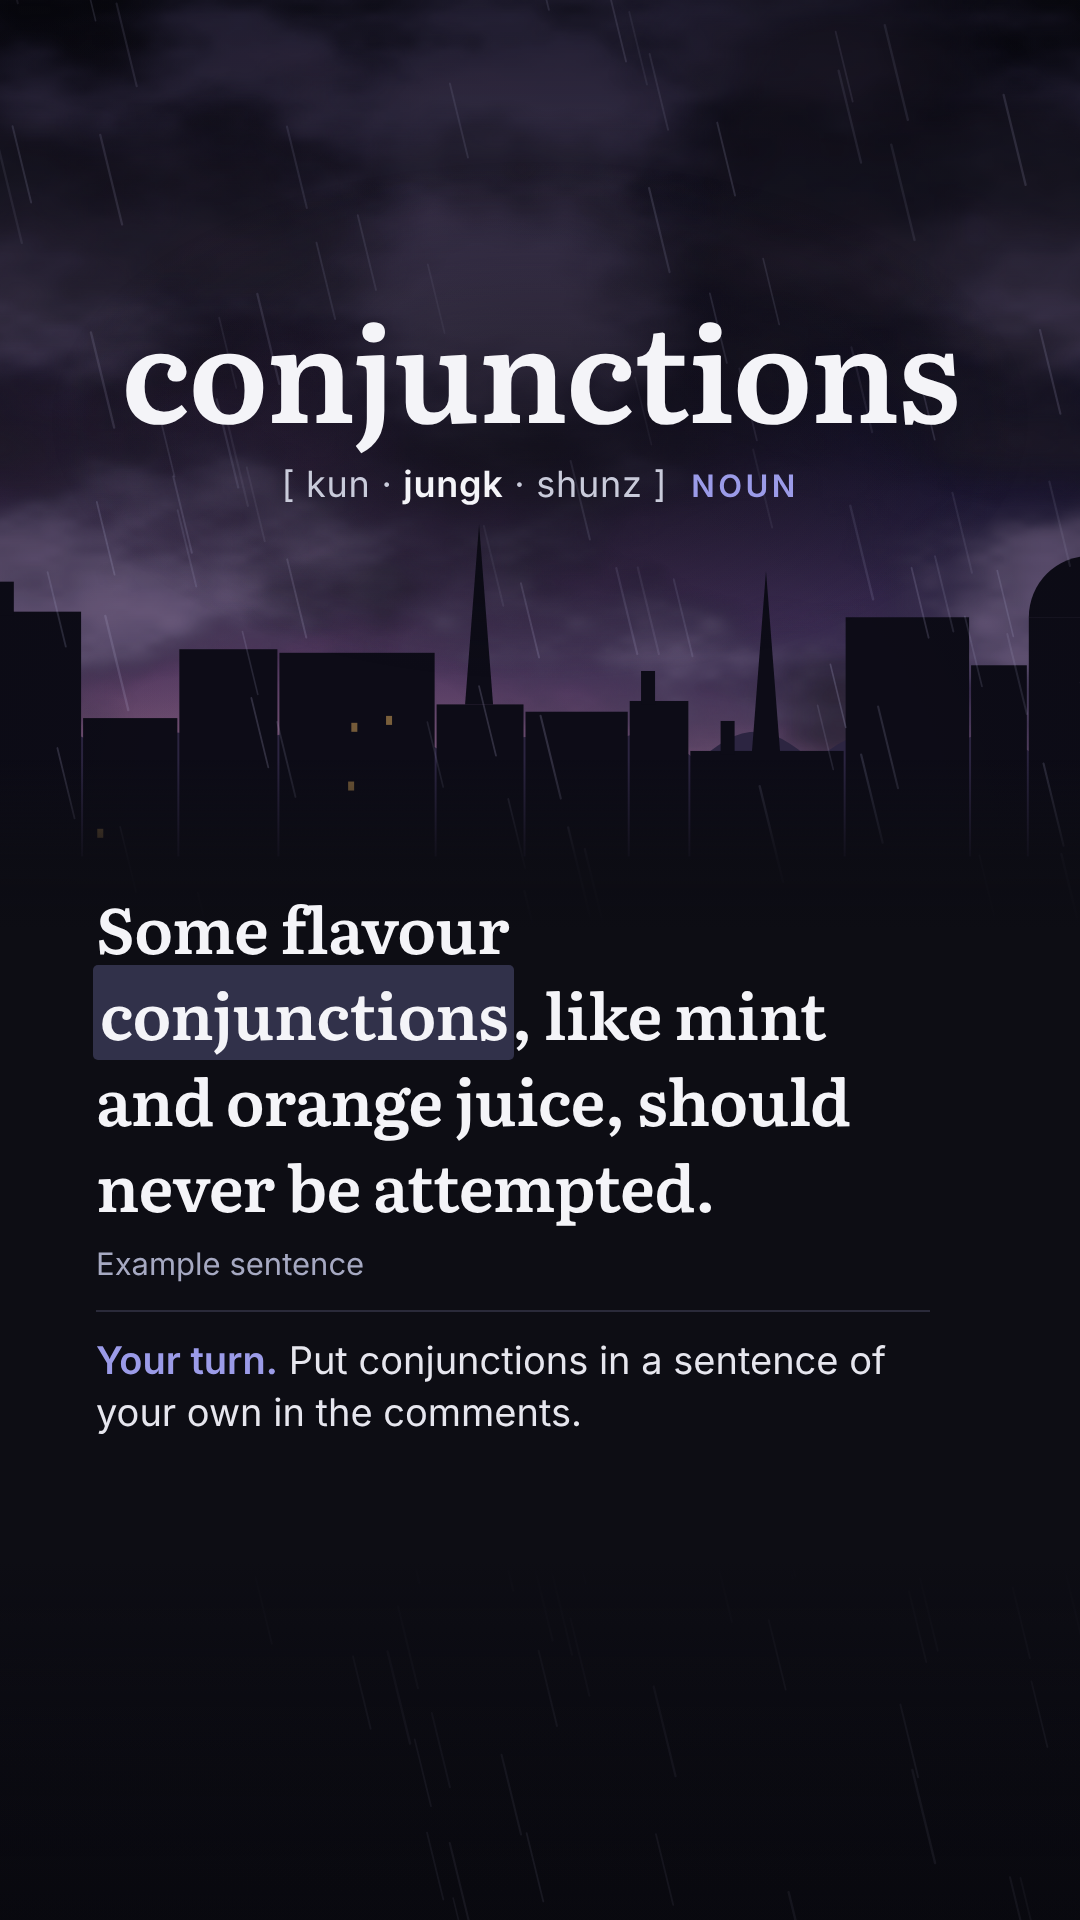 conjunctions
[ kun · jungk · shunz ] NOUN
Some flavour
conjunctions, like mint
and orange juice, should
never be attempted.
Example sentence
Your turn. Put conjunctions in a sentence of
your own in the comments.